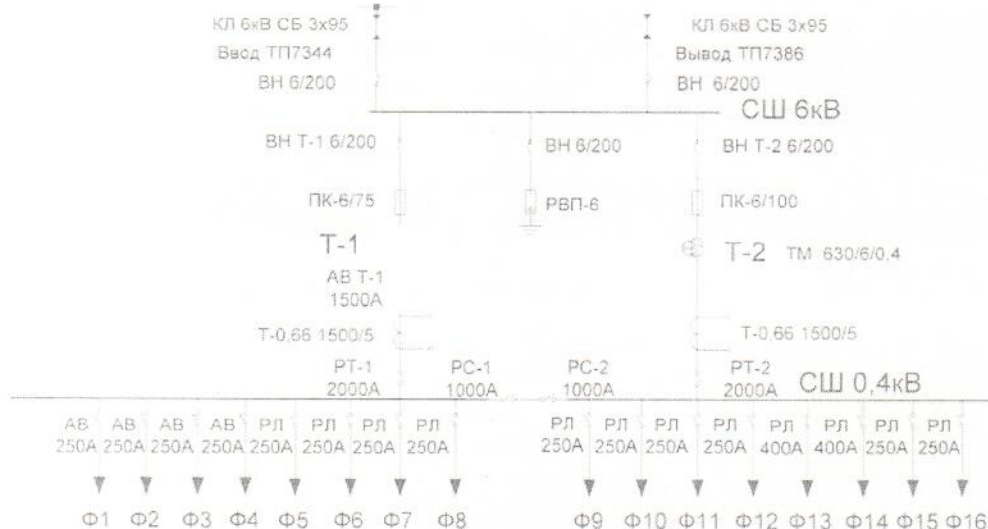 КЛ 6кВ СБ 3х95
КЛ 6кВ СБ 3х95
Ввод ТП7344
Вывод ТП7386
ВН 6/200
ВН 6/200
СШ 6кВ
ВН Т-1 6/200
ВН 6/200
ВН Т-2 6/200
ПК-6/75
РВП-6
ПК-6/100
Т-1
Т-2 ТМ 630/6/0.4
АВ Т-1
1500А
Т-0,66 1500/5
Т-0,66 1500/5
РТ-1
2000А
РС-1
1000А
РС-2
1000А
РТ-2
2000А
СШ 0,4кВ
АВ АВ АВ АВ РЛ РЛ РЛ РЛ РЛ РЛ РЛ РЛ РЛ РЛ РЛ РЛ
250А 250А 250А 250А 250А 250А 250А 250А 250А 250А 250А 250А 400А 400А 250А 250А
Ф1 Ф2 Ф3 Ф4 Ф5 Ф6 Ф7 Ф8 Ф9 Ф10 Ф11 Ф12 Ф13 Ф14 Ф15 Ф16